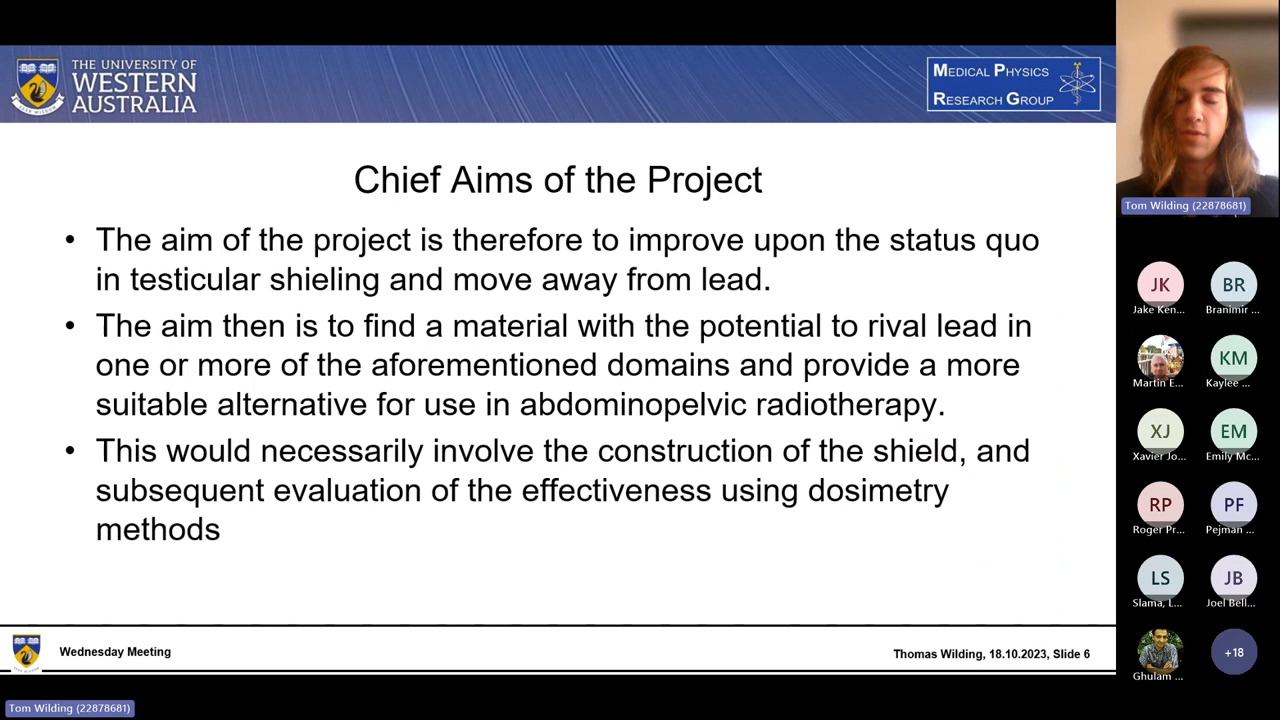 THE UNIVERSITY OF
WESTERN
AUSTRALIA
MEDICAL PHYSICS
RESEARCH GROUP
Chief Aims of the Project
• The aim of the project is therefore to improve upon the status quo
in testicular shieling and move away from lead.
• The aim then is to find a material with the potential to rival lead in
one or more of the aforementioned domains and provide a more
suitable alternative for use in abdominopelvic radiotherapy.
• This would necessarily involve the construction of the shield, and
subsequent evaluation of the effectiveness using dosimetry
methods
Wednesday Meeting
Thomas Wilding, 18.10.2023, Slide 6
Tom Wilding (22878681)
Tom Wilding (22878681)
JK
Jake Ken...
BR
Branimir ...
Martin E...
KM
Kaylee ...
XJ
Xavier Jo...
EM
Emily Mc...
RP
Roger Pr...
PF
Pejman ...
LS
Slama, L...
JB
Joel Bell...
Ghulam ...
+18